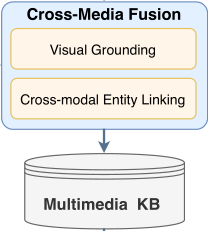 Cross-Media Fusion
Visual Grounding
Cross-modal Entity Linking
Multimedia KB